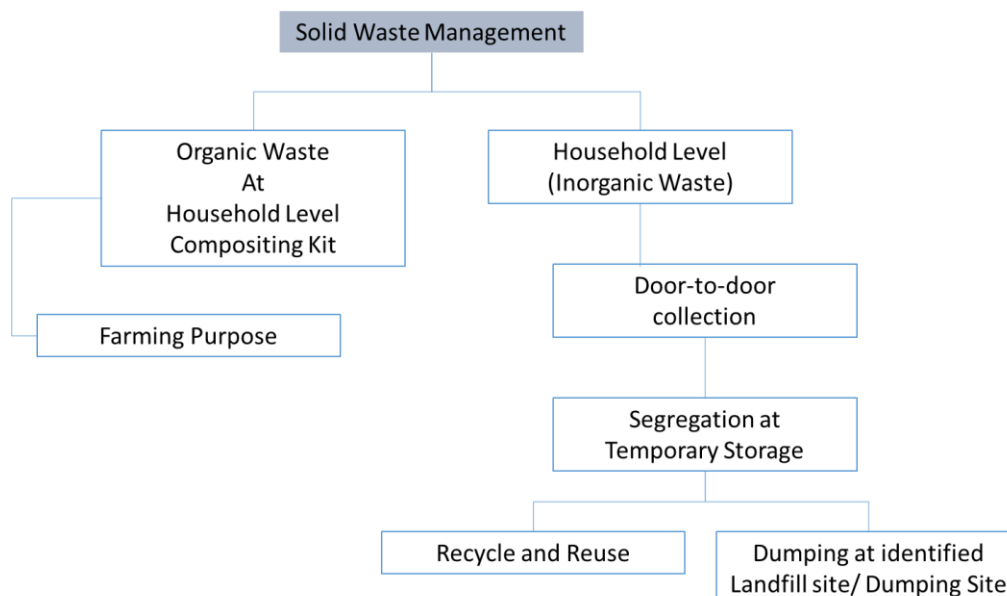 Solid Waste Management
Organic Waste
At
Household Level
Compositing Kit
Household Level
(Inorganic Waste)
Farming Purpose
Door-to-door
collection
Segregation at
Temporary Storage
Recycle and Reuse
Dumping at identified
Landfill site/ Dumping Site